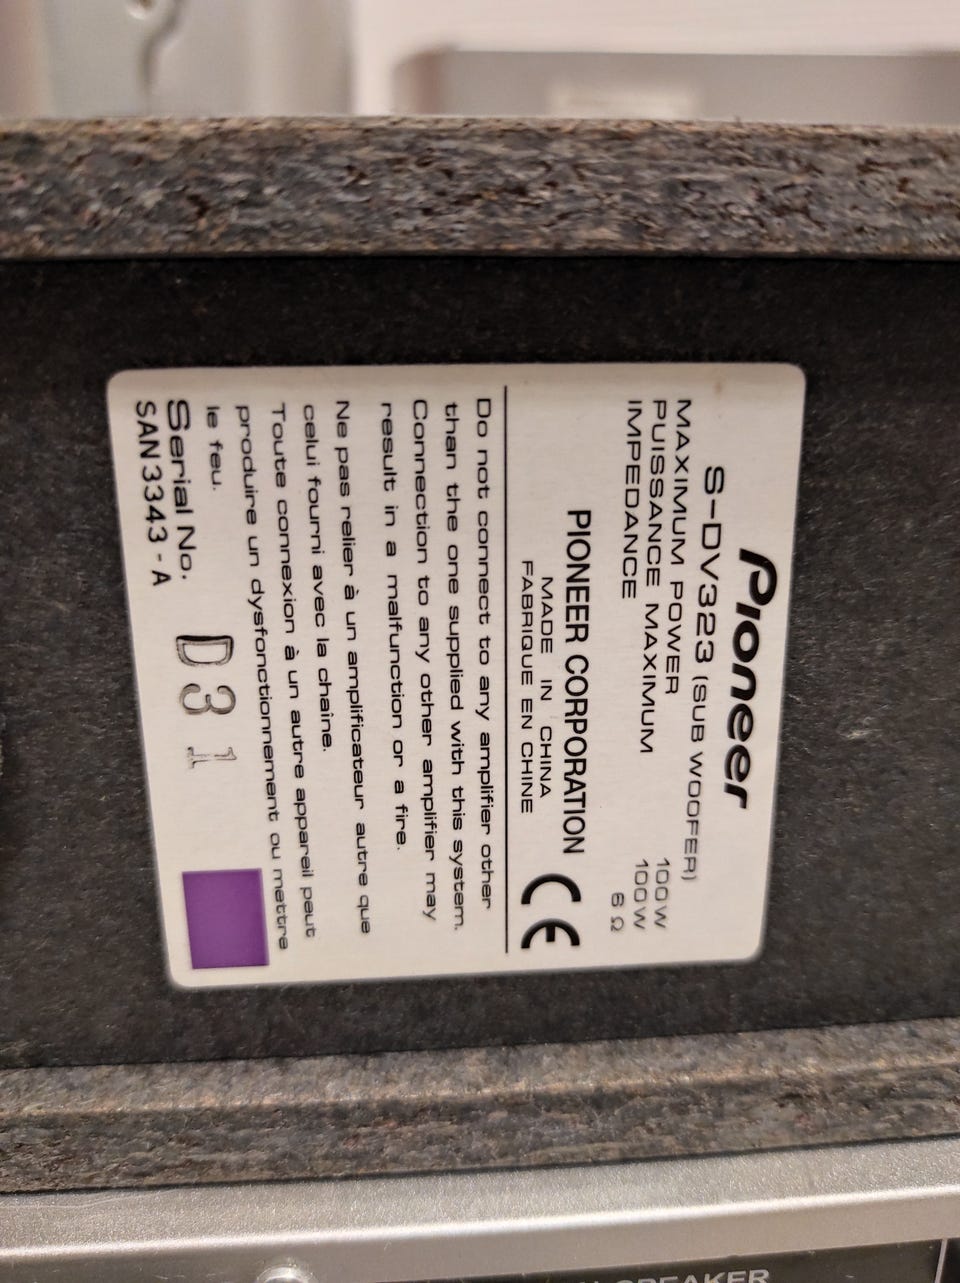 Pioneer
S-DV323 (SUB WOOFER)
MAXIMUM POWER 100W
PUISSANCE MAXIMUM 100W
IMPEDANCE 6 Ω
PIONEER CORPORATION CE
MADE IN CHINA
FABRIQUE EN CHINE
Do not connect to any amplifier other
than the one supplied with this system.
Connection to any other amplifier may
result in a malfunction or a fire.
Ne pas relier à un amplificateur autre que
celui fourni avec la chaîne.
Toute connexion à un autre appareil peut
produire un dysfonctionnement ou mettre
le feu.
Serial No. D31
SAN3343-A
SPEAKER